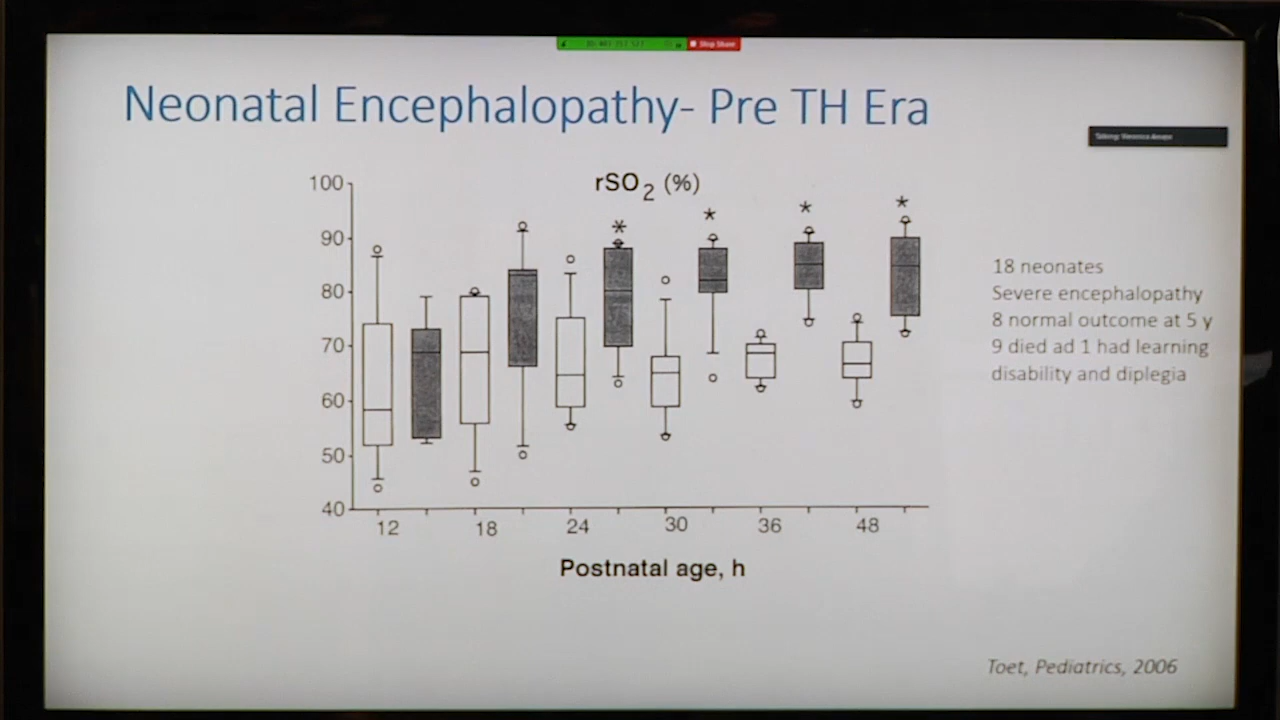 Stop Share
Neonatal Encephalopathy- Pre TH Era
rSO2 (%)
100
90
80
70
60
50
40
* * * *
12 18 24 30 36 48
Postnatal age, h
18 neonates
Severe encephalopathy
8 normal outcome at 5 y
9 died ad 1 had learning
disability and diplegia
Toet, Pediatrics, 2006